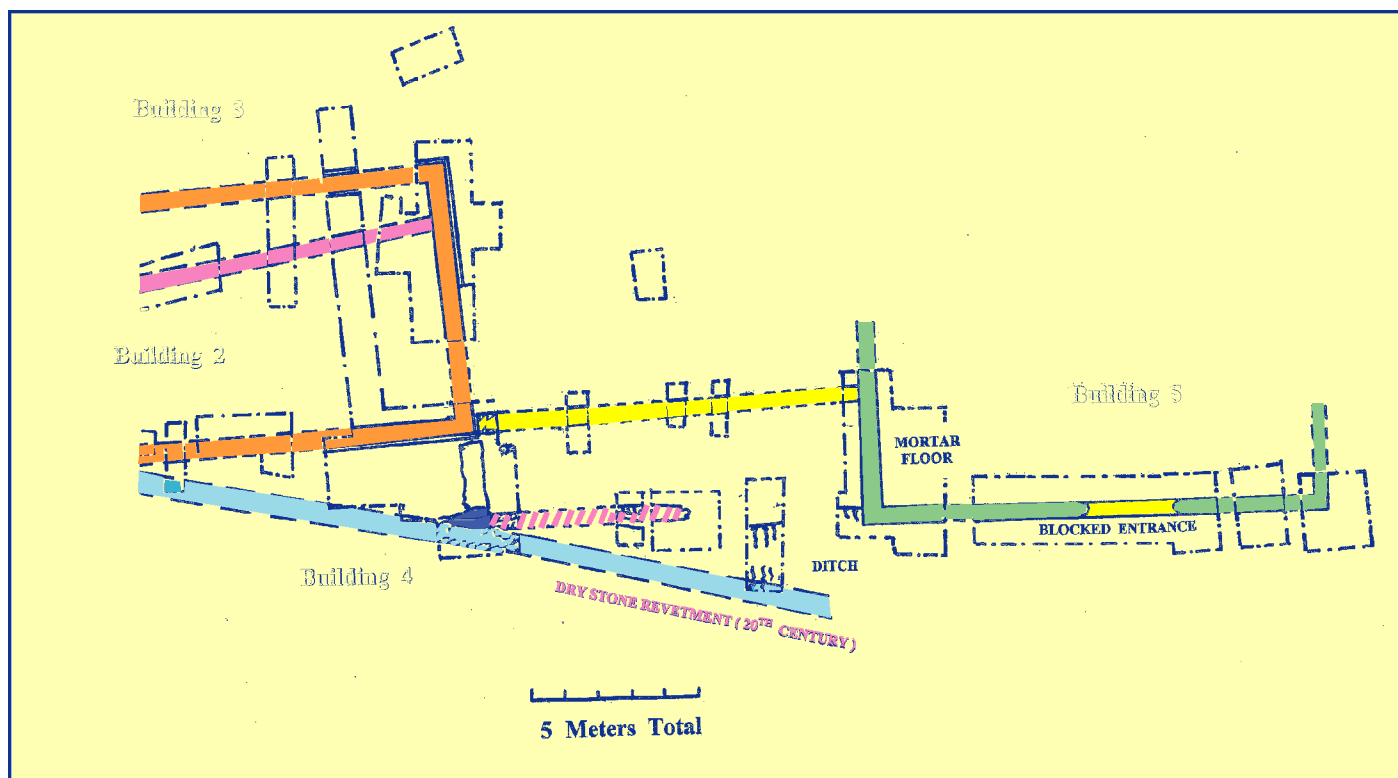 Building 3
Building 2
Building 5
MORTAR
FLOOR
BLOCKED ENTRANCE
DITCH
Building 4
DRY STONE REVETMENT ( 20TH CENTURY )
5 Meters Total